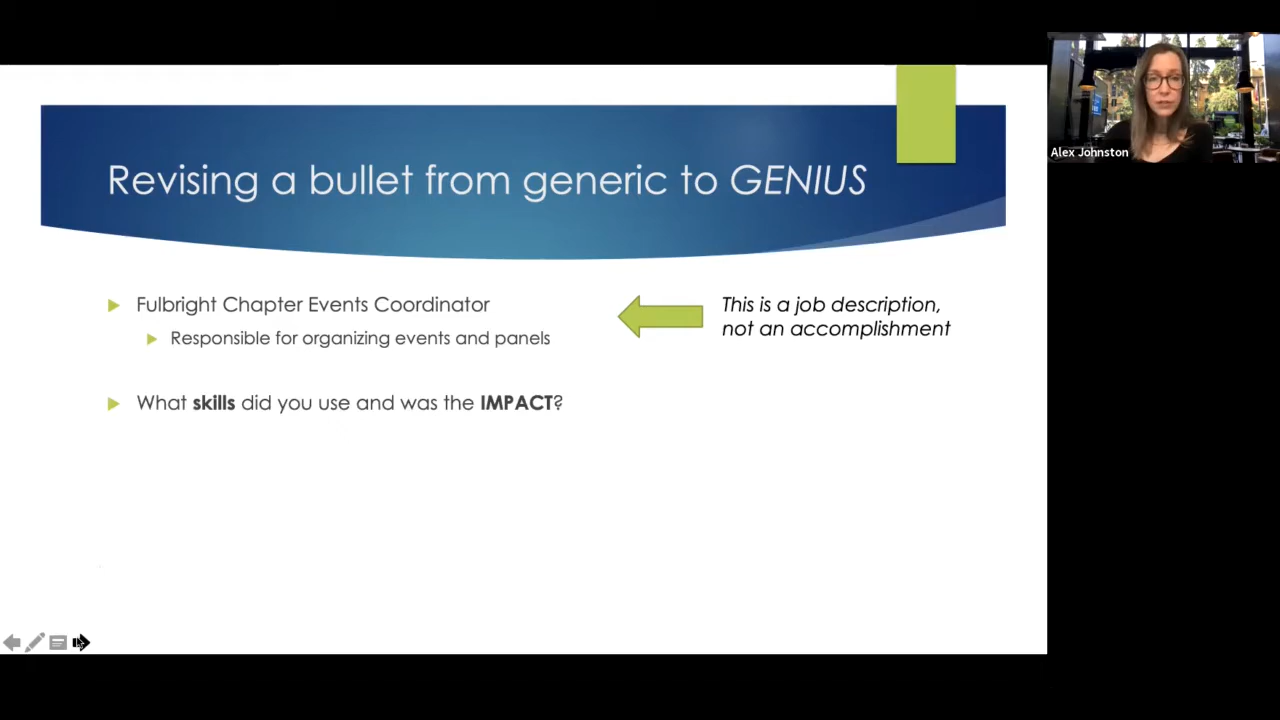 Revising a bullet from generic to GENIUS
Fulbright Chapter Events Coordinator
Responsible for organizing events and panels
This is a job description,
not an accomplishment
What skills did you use and was the IMPACT?
Alex Johnston